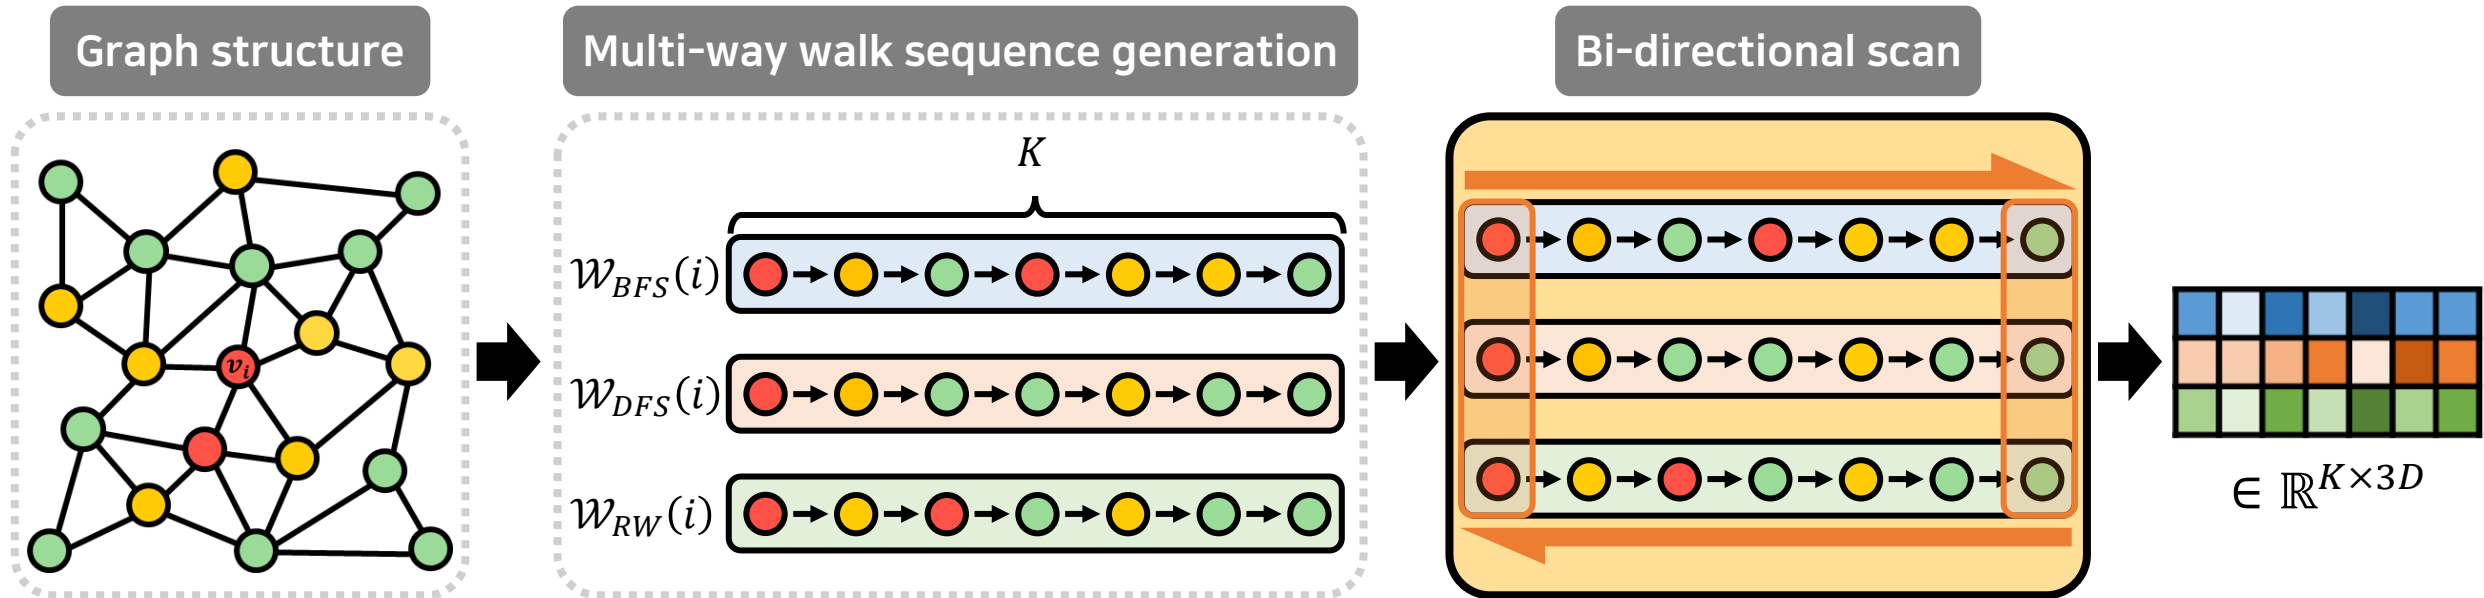 Graph structure
Multi-way walk sequence generation
Bi-directional scan
K
v_i
𝒲_BFS(i)
𝒲_DFS(i)
𝒲_RW(i)
∈ ℝ^{K×3D}